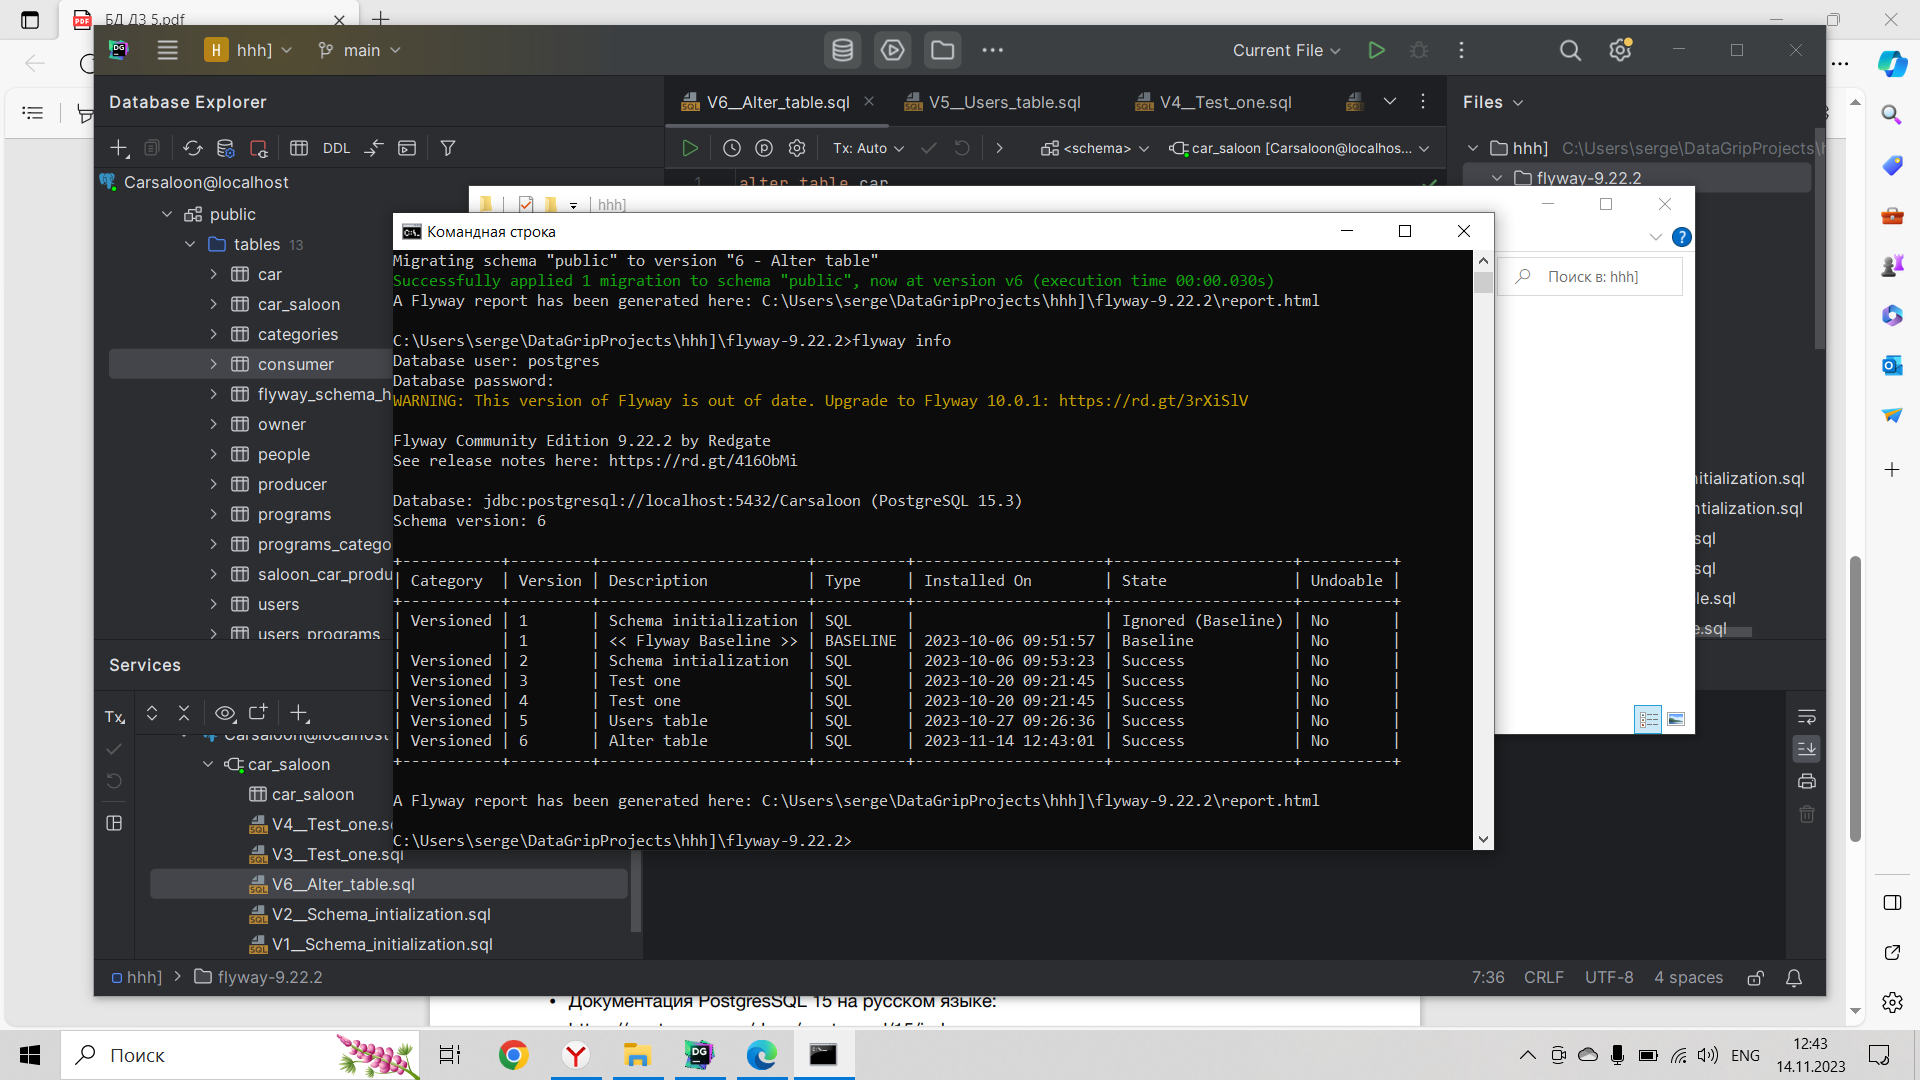 БД ДЗ 5.pdf
H hhh] main
Current File
Database Explorer
V6__Alter_table.sql
V5__Users_table.sql
V4__Test_one.sql
Files
DDL
Tx: Auto
<schema>
car_saloon [Carsaloon@localhos...
hhh] C:\Users\serge\DataGripProjects\h
Carsaloon@localhost
1 alter table car
flyway-9.22.2
public
hhh]
tables 13
Командная строка
car
car_saloon
categories
consumer
flyway_schema_h
owner
people
producer
programs
programs_catego
saloon_car_produ
users
users_programs
Поиск в: hhh]
Migrating schema "public" to version "6 - Alter table"
Successfully applied 1 migration to schema "public", now at version v6 (execution time 00:00.030s)
A Flyway report has been generated here: C:\Users\serge\DataGripProjects\hhh]\flyway-9.22.2\report.html
C:\Users\serge\DataGripProjects\hhh]\flyway-9.22.2>flyway info
Database user: postgres
Database password:
WARNING: This version of Flyway is out of date. Upgrade to Flyway 10.0.1: https://rd.gt/3rXiSlV
Flyway Community Edition 9.22.2 by Redgate
See release notes here: https://rd.gt/416ObMi
Database: jdbc:postgresql://localhost:5432/Carsaloon (PostgreSQL 15.3)
Schema version: 6
+-----------+---------+-----------------------+----------+---------------------+--------------------+----------+
| Category | Version | Description | Type | Installed On | State | Undoable |
+-----------+---------+-----------------------+----------+---------------------+--------------------+----------+
| Versioned | 1 | Schema initialization | SQL | | Ignored (Baseline) | No |
| | 1 | << Flyway Baseline >> | BASELINE | 2023-10-06 09:51:57 | Baseline | No |
| Versioned | 2 | Schema intialization | SQL | 2023-10-06 09:53:23 | Success | No |
| Versioned | 3 | Test one | SQL | 2023-10-20 09:21:45 | Success | No |
| Versioned | 4 | Test one | SQL | 2023-10-20 09:21:45 | Success | No |
| Versioned | 5 | Users table | SQL | 2023-10-27 09:26:36 | Success | No |
| Versioned | 6 | Alter table | SQL | 2023-11-14 12:43:01 | Success | No |
+-----------+---------+-----------------------+----------+---------------------+--------------------+----------+
A Flyway report has been generated here: C:\Users\serge\DataGripProjects\hhh]\flyway-9.22.2\report.html
C:\Users\serge\DataGripProjects\hhh]\flyway-9.22.2>
nitialization.sql
ntialization.sql
sql
sql
le.sql
e.sql
Services
Tx
Carsaloon@localhost
car_saloon
car_saloon
V4__Test_one.sq
V3__Test_one.sql
V6__Alter_table.sql
V2__Schema_intialization.sql
V1__Schema_initialization.sql
hhh] > flyway-9.22.2
7:36 CRLF UTF-8 4 spaces
• Документация PostgresSQL 15 на русском языке:
Поиск
ENG
12:43
14.11.2023